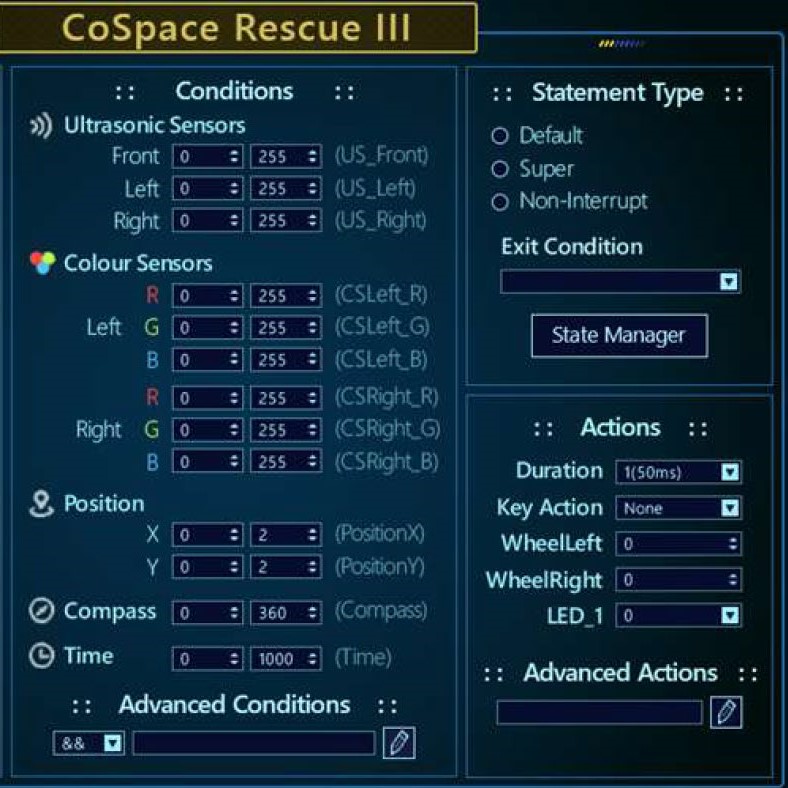 CoSpace Rescue III
:: Conditions ::
Ultrasonic Sensors
Front 0 255 (US_Front)
Left 0 255 (US_Left)
Right 0 255 (US_Right)
Colour Sensors
R 0 255 (CSLeft_R)
Left G 0 255 (CSLeft_G)
B 0 255 (CSLeft_B)
R 0 255 (CSRight_R)
Right G 0 255 (CSRight_G)
B 0 255 (CSRight_B)
Position
X 0 2 (PositionX)
Y 0 2 (PositionY)
Compass 0 360 (Compass)
Time 0 1000 (Time)
:: Advanced Conditions ::
&&
:: Statement Type ::
Default
Super
Non-Interrupt
Exit Condition
State Manager
:: Actions ::
Duration 1(50ms)
Key Action None
WheelLeft 0
WheelRight 0
LED_1 0
:: Advanced Actions ::